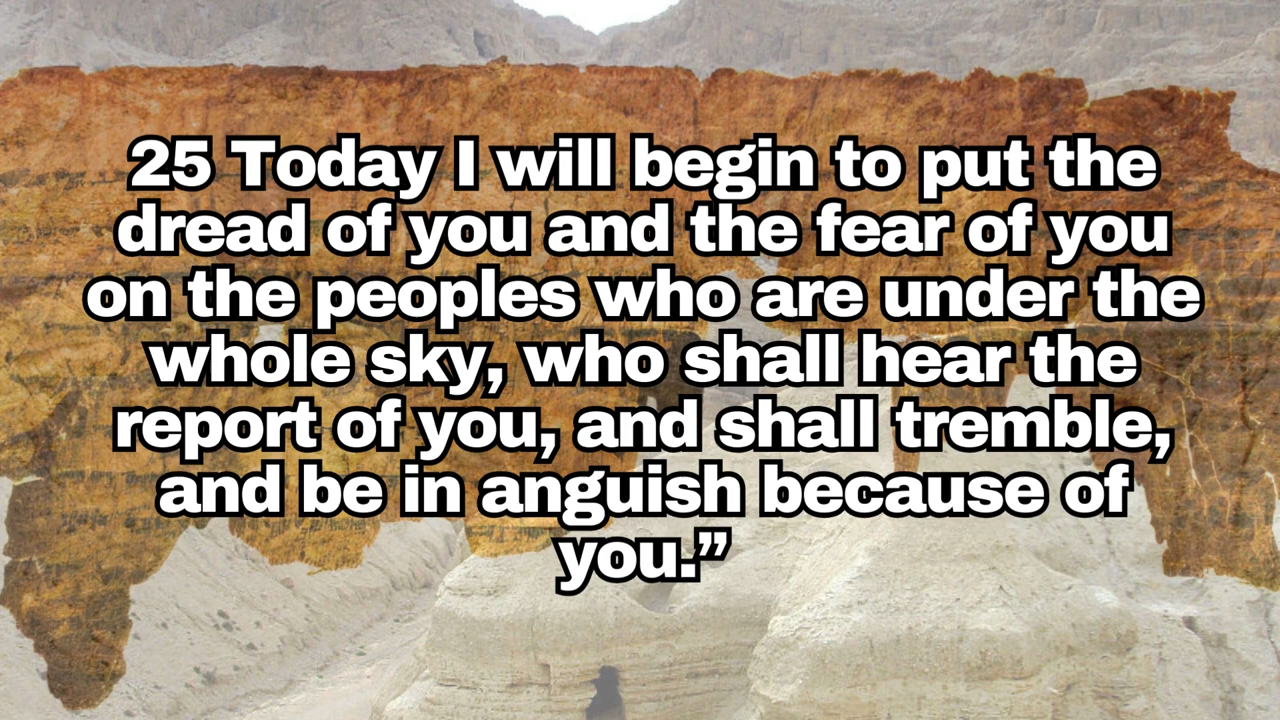 25 Today I will begin to put the
dread of you and the fear of you
on the peoples who are under the
whole sky, who shall hear the
report of you, and shall tremble,
and be in anguish because of
you.”